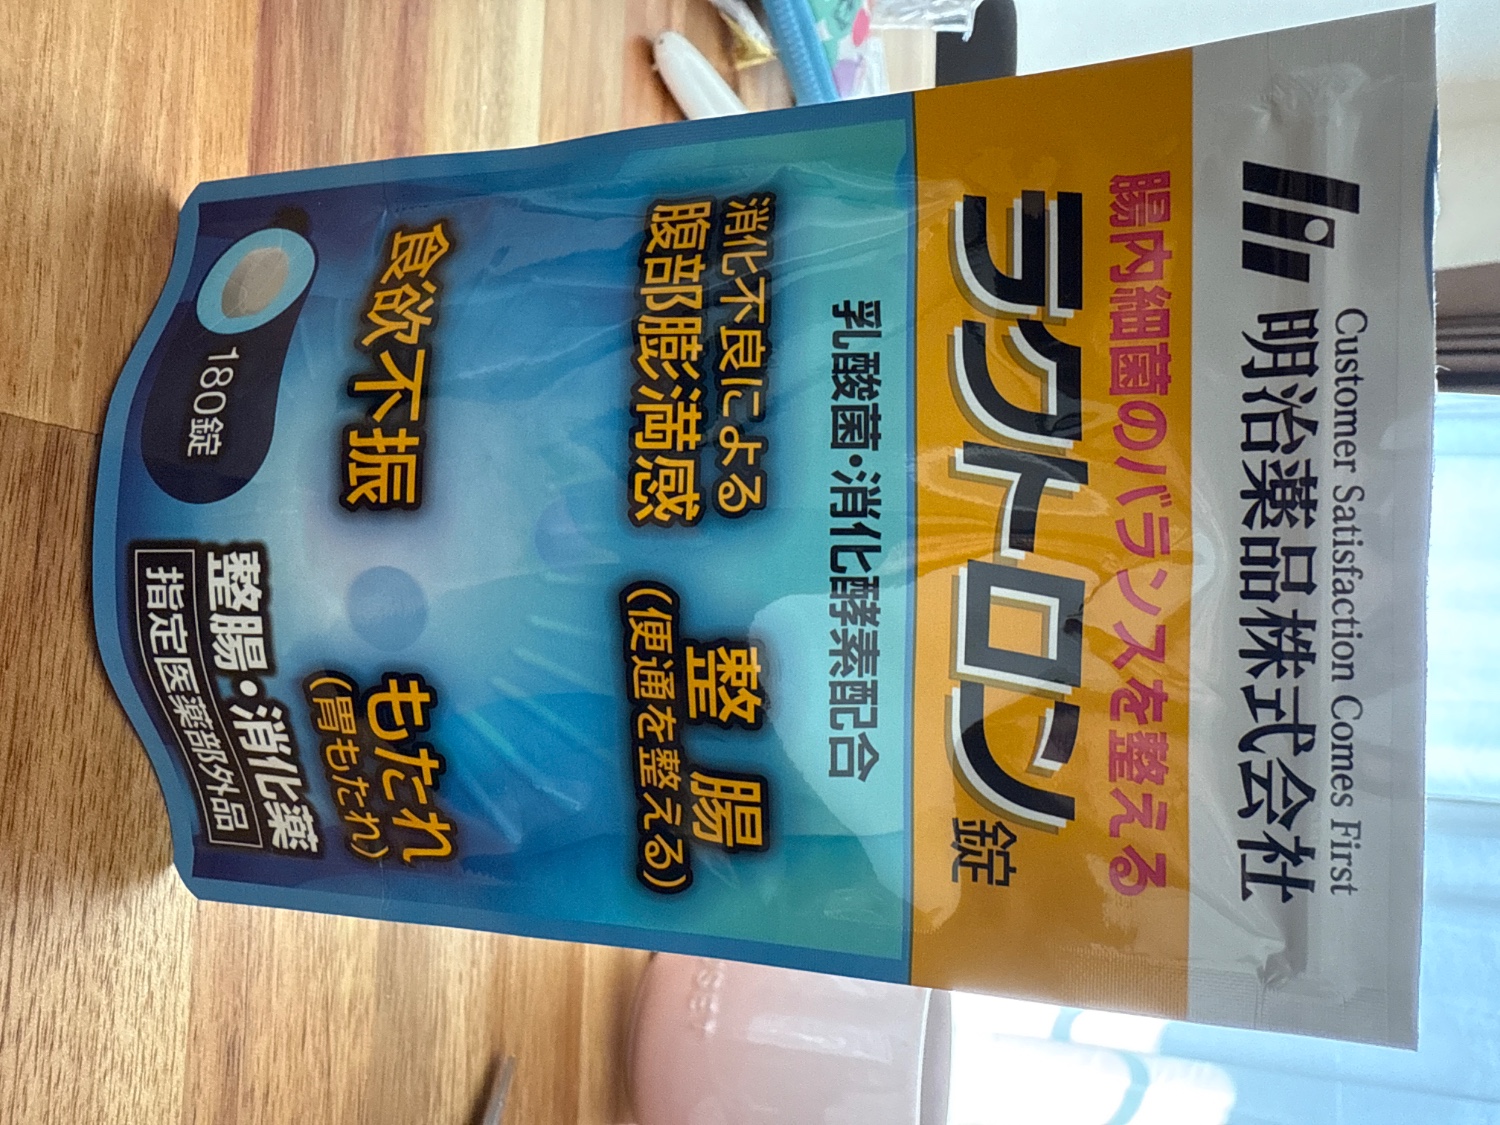 Customer Satisfaction Comes First
明治薬品株式会社
腸内細菌のバランスを整える
ラクトロン錠
乳酸菌・消化酵素配合
消化不良による
腹部膨満感
整腸
(便通を整える)
食欲不振
もたれ
(胃もたれ)
180錠
整腸・消化薬
指定医薬部外品